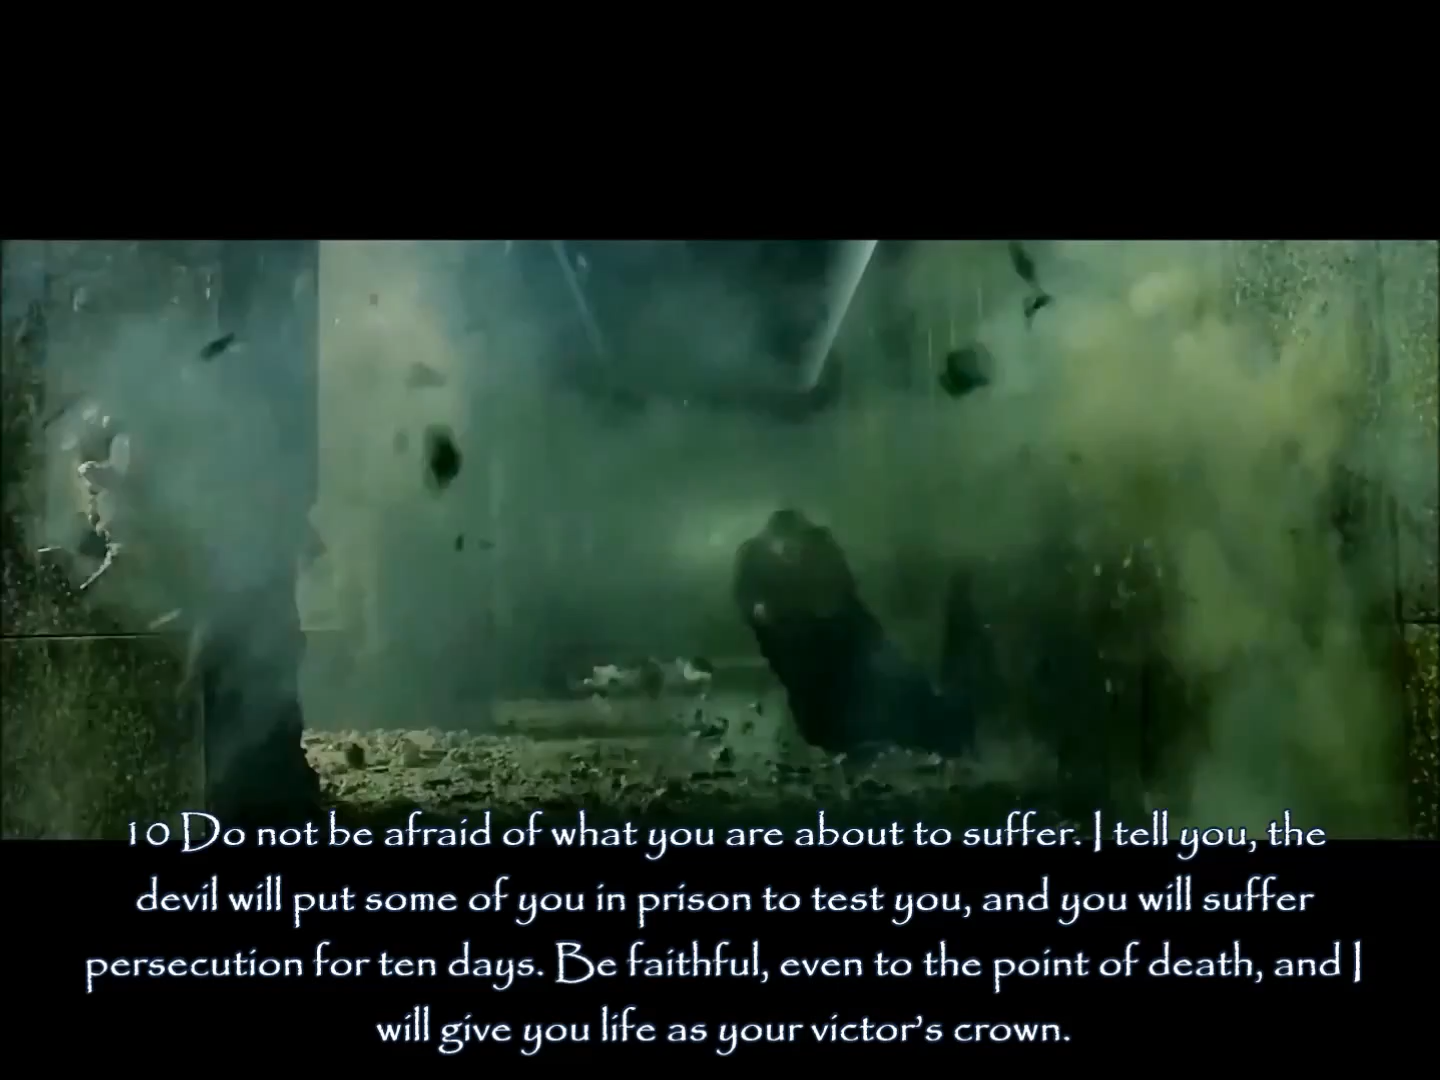 10 Do not be afraid of what you are about to suffer. I tell you, the
devil will put some of you in prison to test you, and you will suffer
persecution for ten days. Be faithful, even to the point of death, and I
will give you life as your victor’s crown.